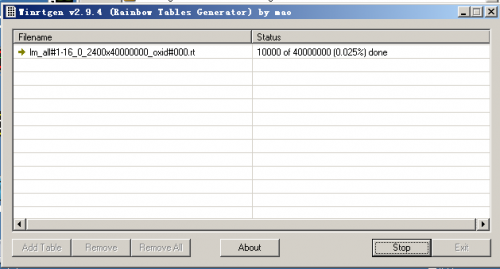 Winrtgen v2.9.4 (Rainbow Tables Generator) by mao
Filename Status
lm_all#1-16_0_2400x40000000_oxid#000.rt 10000 of 40000000 (0.025%) done
Add Table Remove Remove All About Stop Exit